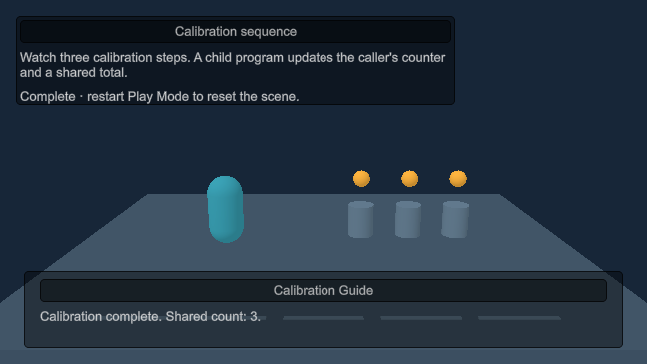 Calibration sequence
Watch three calibration steps. A child program updates the caller's counter
and a shared total.
Complete · restart Play Mode to reset the scene.
Calibration Guide
Calibration complete. Shared count: 3.